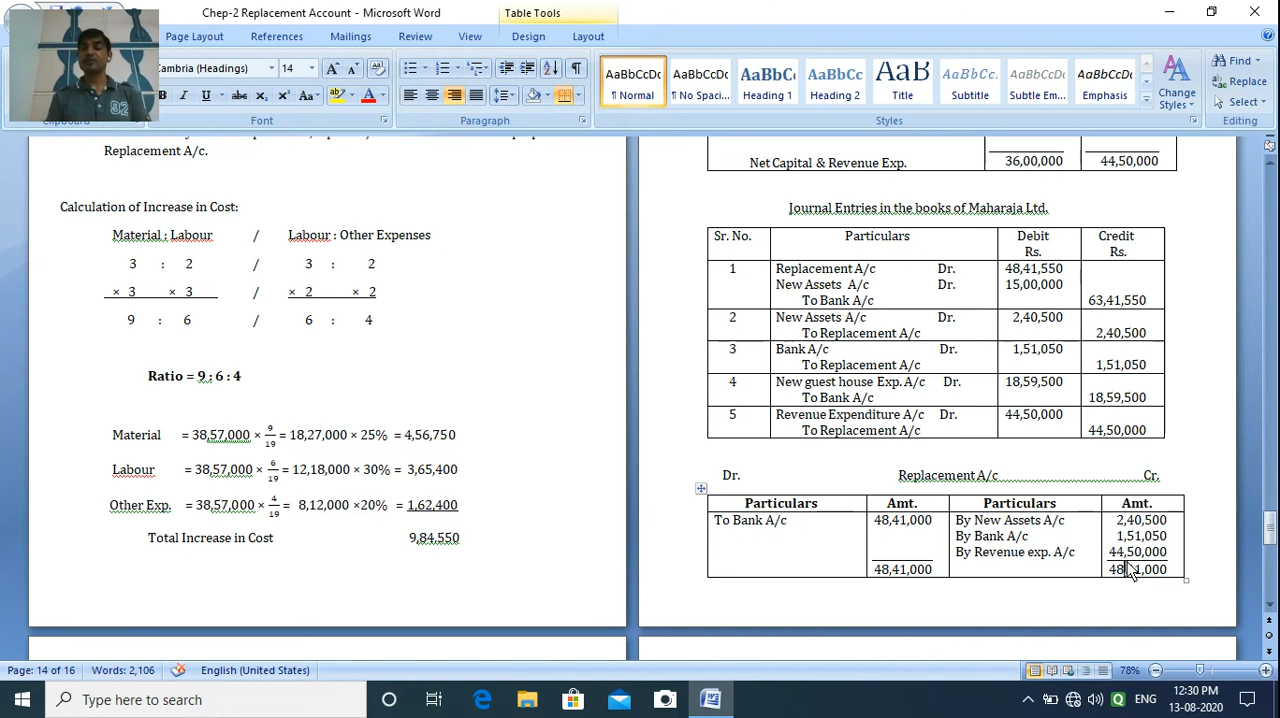 Chep-2 Replacement Account - Microsoft Word
Table Tools
Page Layout References Mailings Review View Design Layout
Cambria (Headings) 14
AaBbCcDc AaBbCcDc AaBbC AaBbCc AaB AaBbCc. AaBbCcDc AaBbCcDc
¶ Normal ¶ No Spaci... Heading 1 Heading 2 Title Subtitle Subtle Em... Emphasis
Change Styles
Find
Replace
Select
Font Paragraph Styles Editing
Replacement A/c.
Calculation of Increase in Cost:
Material : Labour / Labour : Other Expenses
3 : 2 / 3 : 2
× 3 × 3 / × 2 × 2
9 : 6 / 6 : 4
Ratio = 9 : 6 : 4
Material = 38,57,000 × 9/19 = 18,27,000 × 25% = 4,56,750
Labour = 38,57,000 × 6/19 = 12,18,000 × 30% = 3,65,400
Other Exp. = 38,57,000 × 4/19 = 8,12,000 ×20% = 1,62,400
Total Increase in Cost 9,84,550
Net Capital & Revenue Exp. 36,00,000 44,50,000
Journal Entries in the books of Maharaja Ltd.
Sr. No. Particulars Debit Rs. Credit Rs.
1 Replacement A/c Dr. 48,41,550
New Assets A/c Dr. 15,00,000
To Bank A/c 63,41,550
2 New Assets A/c Dr. 2,40,500
To Replacement A/c 2,40,500
3 Bank A/c Dr. 1,51,050
To Replacement A/c 1,51,050
4 New guest house Exp. A/c Dr. 18,59,500
To Bank A/c 18,59,500
5 Revenue Expenditure A/c Dr. 44,50,000
To Replacement A/c 44,50,000
Dr. Replacement A/c Cr.
Particulars Amt. Particulars Amt.
To Bank A/c 48,41,000 By New Assets A/c 2,40,500
By Bank A/c 1,51,050
By Revenue exp. A/c 44,50,000
48,41,000
Page: 14 of 16 Words: 2,106 English (United States) 78%
Type here to search
ENG
12:30 PM
13-08-2020